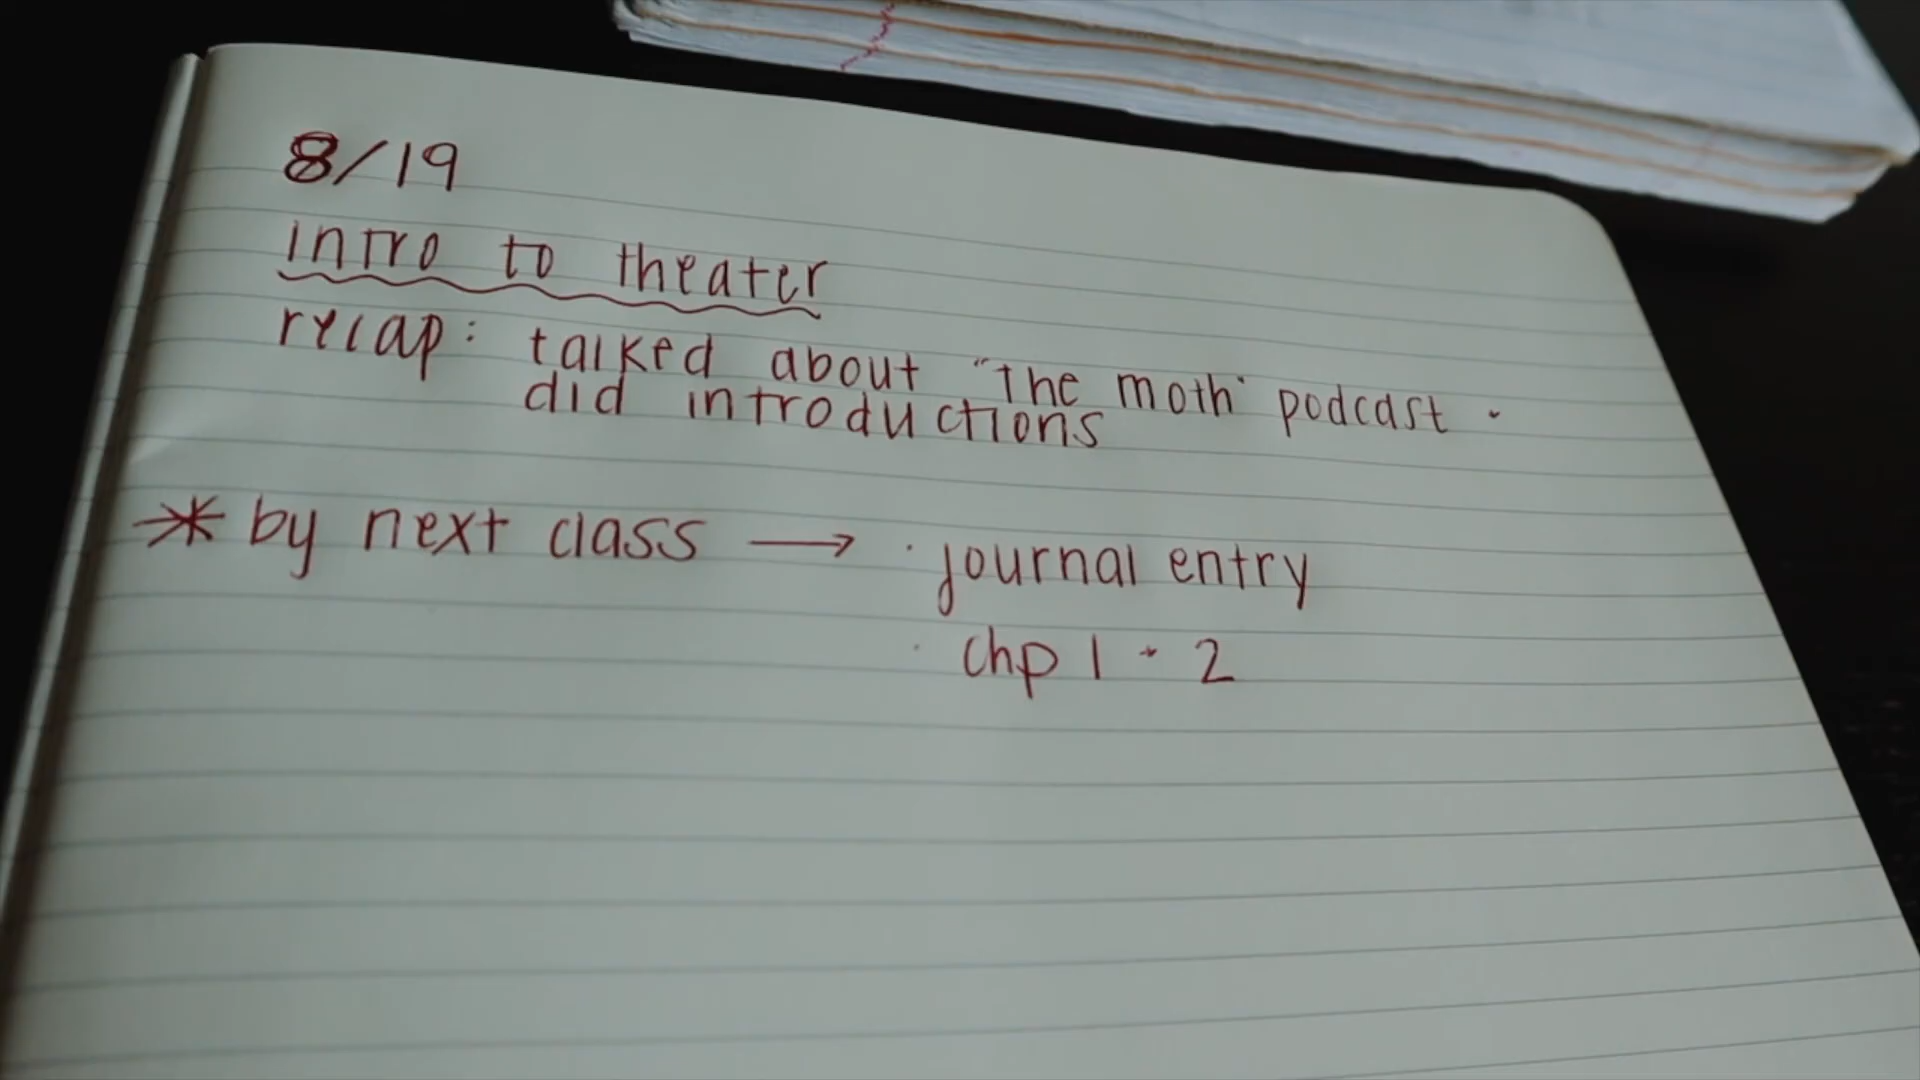 8/19
intro to theater
recap: talked about "The moth" podcast.
did introductions
* by next class → · journal entry
· chp 1 - 2